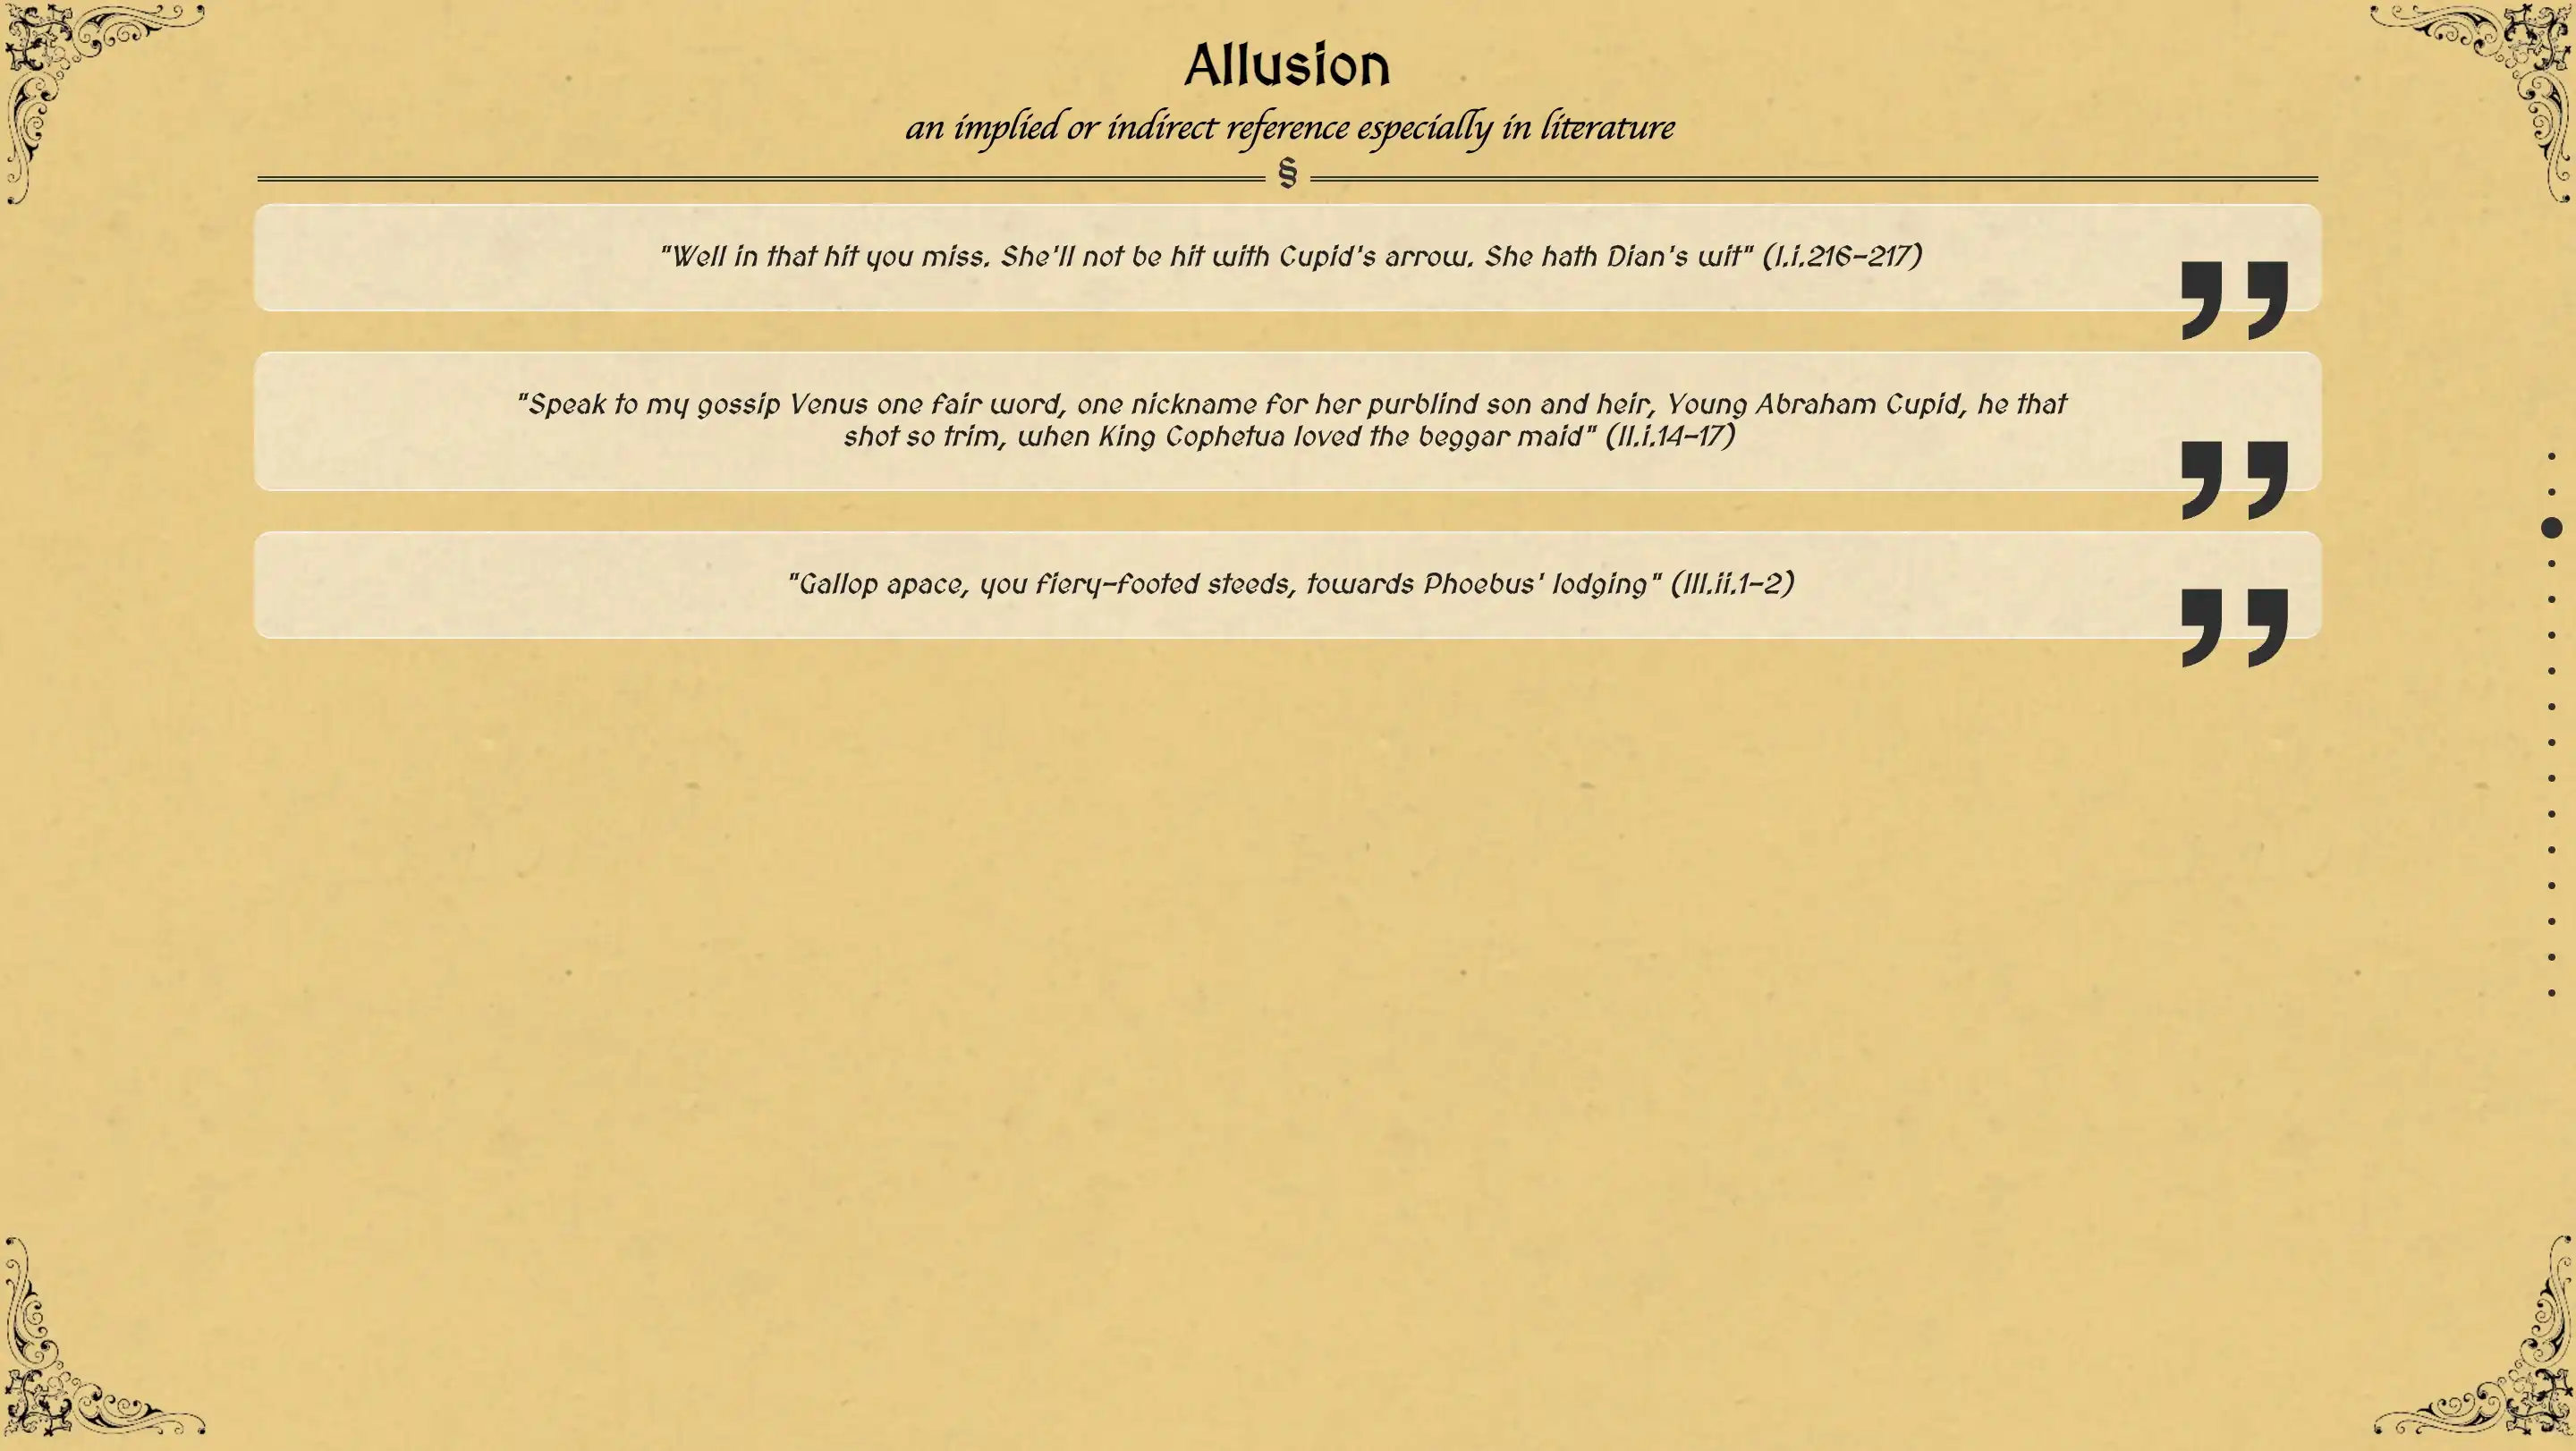 Allusion
an implied or indirect reference especially in literature
§
"Well in that hit you miss. She'll not be hit with Cupid's arrow. She hath Dian's wit" (I.i.216-217)
"Speak to my gossip Venus one fair word, one nickname for her purblind son and heir, Young Abraham Cupid, he that
shot so trim, when King Cophetua loved the beggar maid" (II.i.14-17)
"Gallop apace, you fiery-footed steeds, towards Phoebus' lodging" (III.ii.1-2)